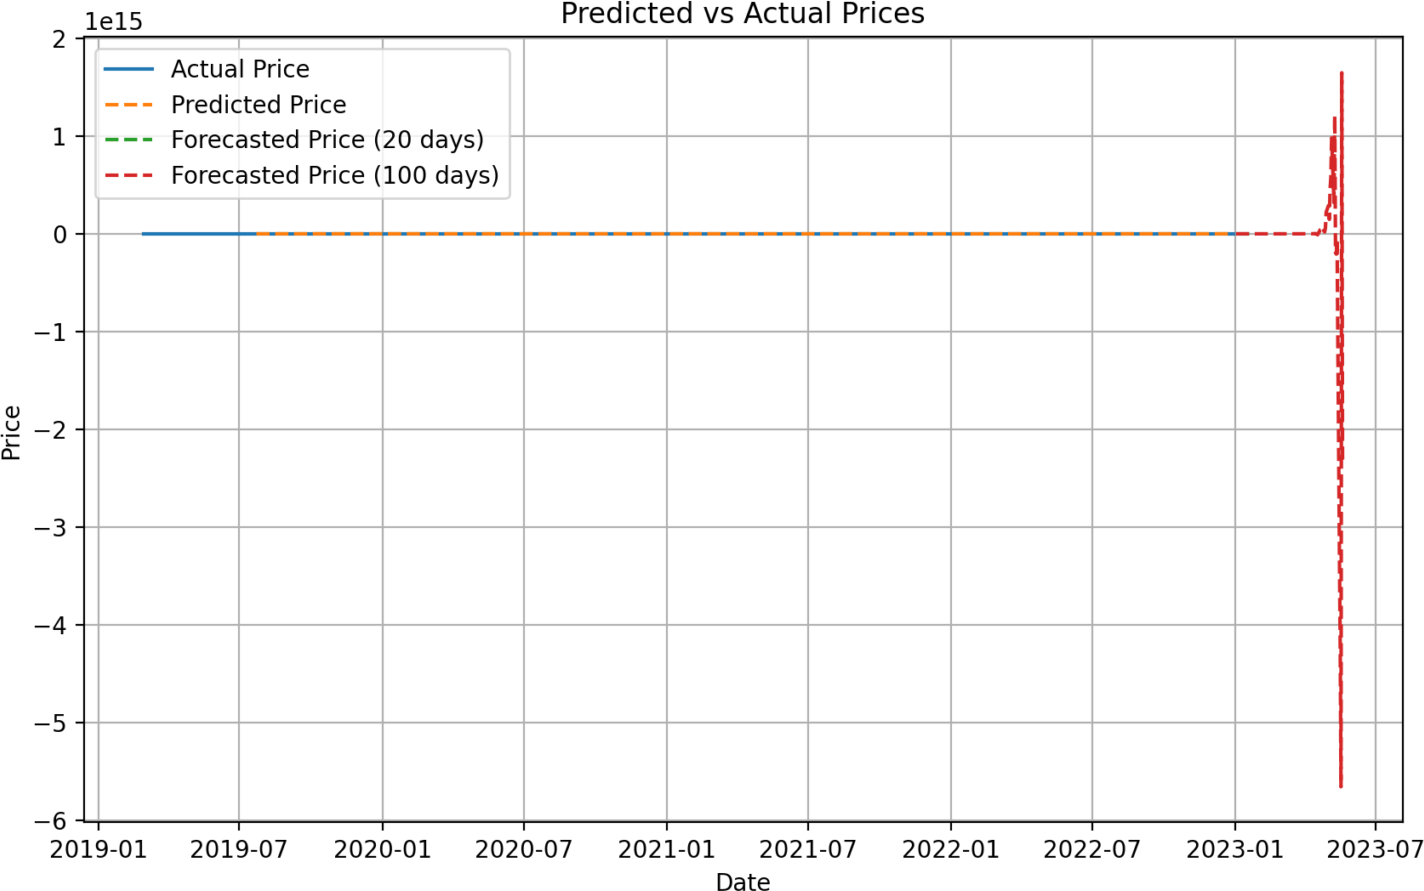 Predicted vs Actual Prices
1e15
Actual Price
Predicted Price
Forecasted Price (20 days)
Forecasted Price (100 days)
2
1
0
−1
−2
−3
−4
−5
−6
Price
2019-01 2019-07 2020-01 2020-07 2021-01 2021-07 2022-01 2022-07 2023-01 2023-07
Date